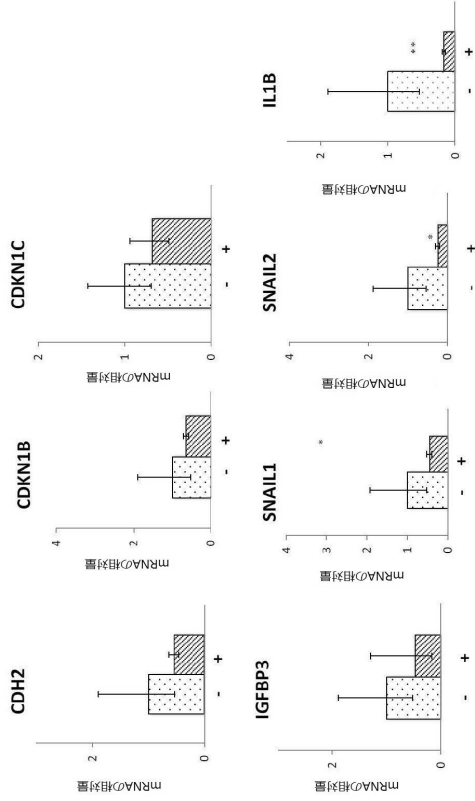 CDH2
mRNAの相対量
2
0
- +
CDKN1B
mRNAの相対量
4
2
0
- +
CDKN1C
mRNAの相対量
2
1
0
- +
IGFBP3
mRNAの相対量
2
0
- +
SNAIL1
mRNAの相対量
4
3
2
1
0
*
- +
SNAIL2
mRNAの相対量
4
2
0
*
- +
IL1B
mRNAの相対量
2
1
0
**
- +